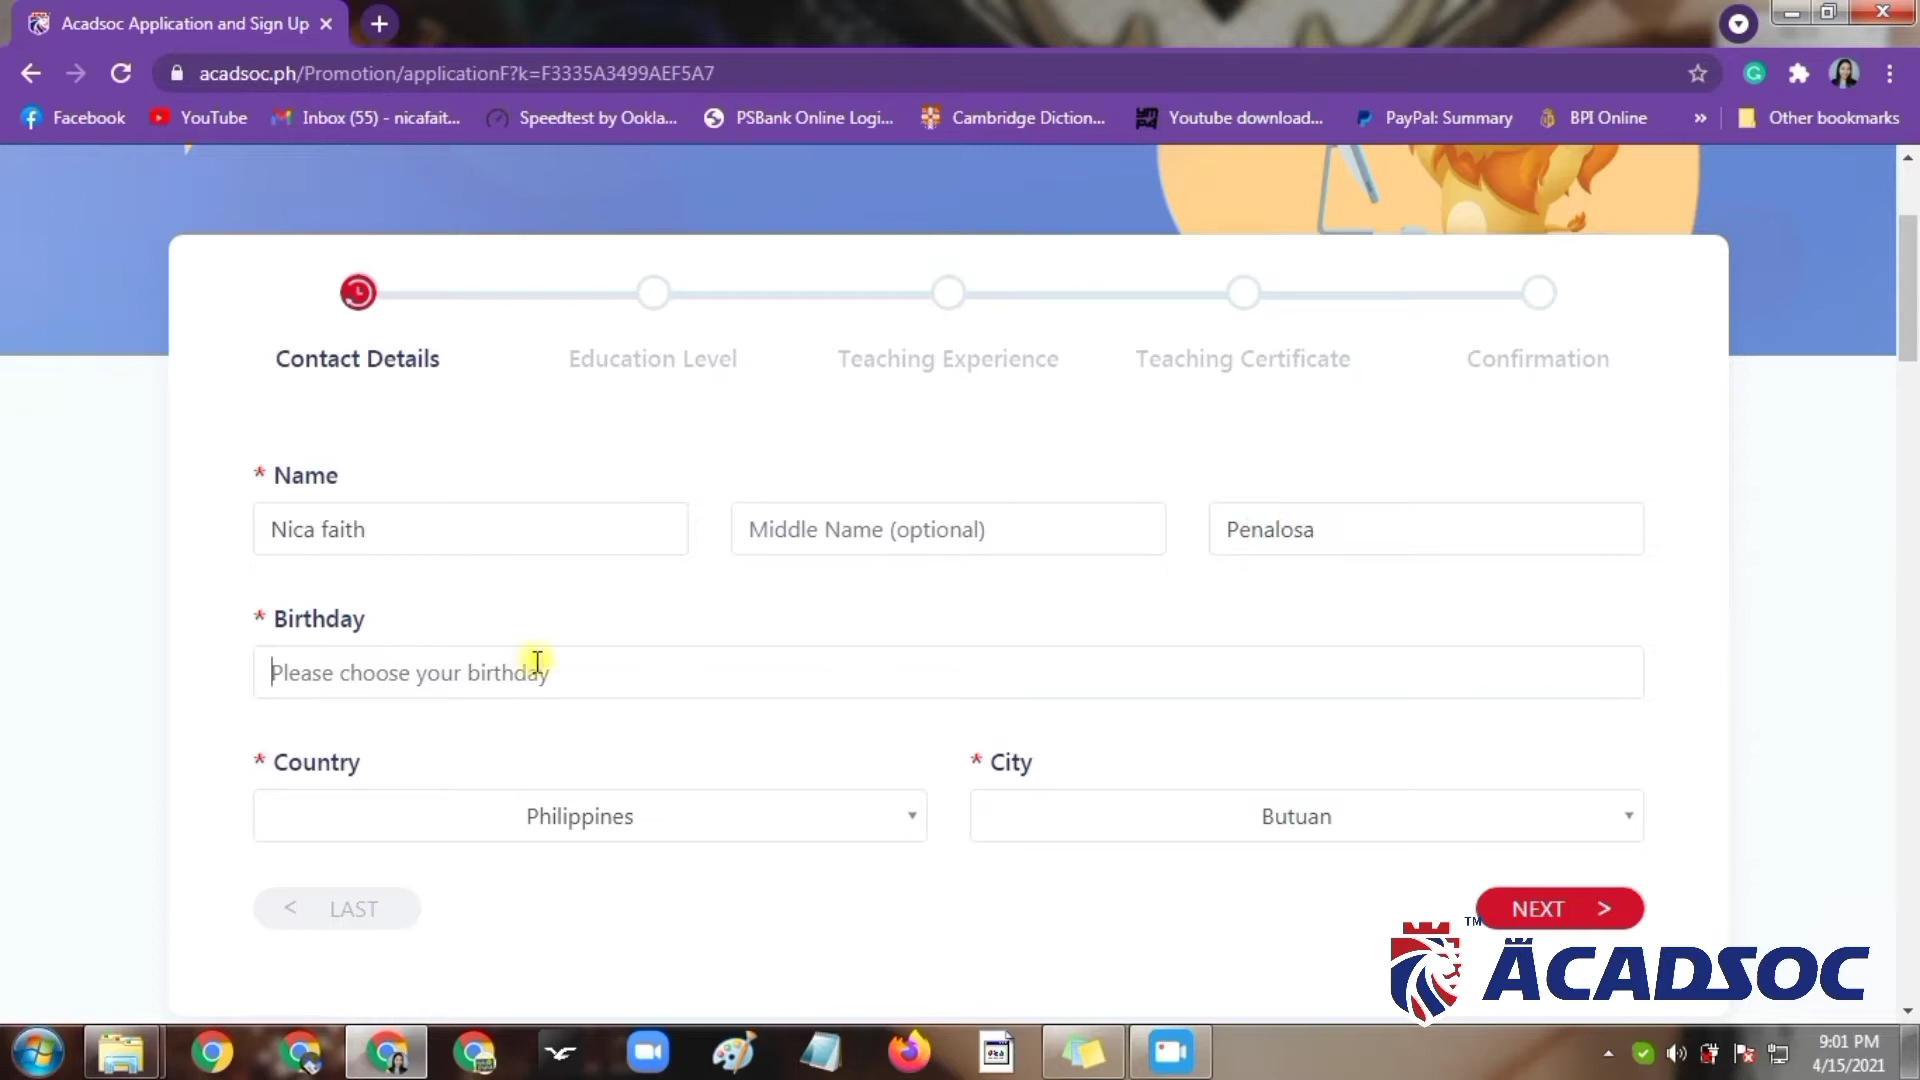 Acadsoc Application and Sign Up
acadsoc.ph/Promotion/applicationF?k=F3335A3499AEF5A7
Facebook YouTube Inbox (55) - nicafait... Speedtest by Ookla... PSBank Online Logi... Cambridge Diction... Youtube download... PayPal: Summary BPI Online » Other bookmarks
Contact Details Education Level Teaching Experience Teaching Certificate Confirmation
* Name
Nica faith Middle Name (optional) Penalosa
* Birthday
Please choose your birthday
* Country * City
Philippines Butuan
< LAST NEXT >
ACADSOC TM
9:01 PM
4/15/2021